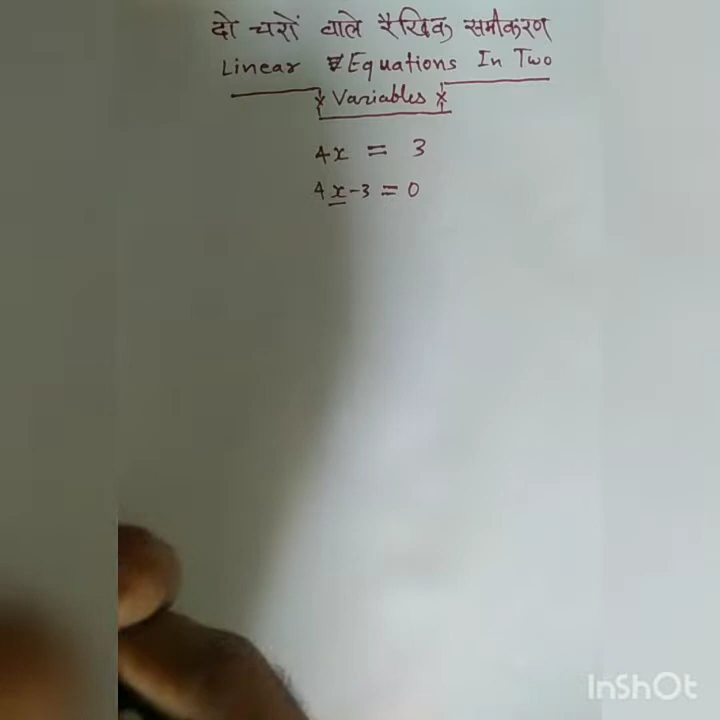 दो चरों वाले रैखिक समीकरण
Linear Equations In Two
x Variables x
4x = 3
4x-3=0
InShOt